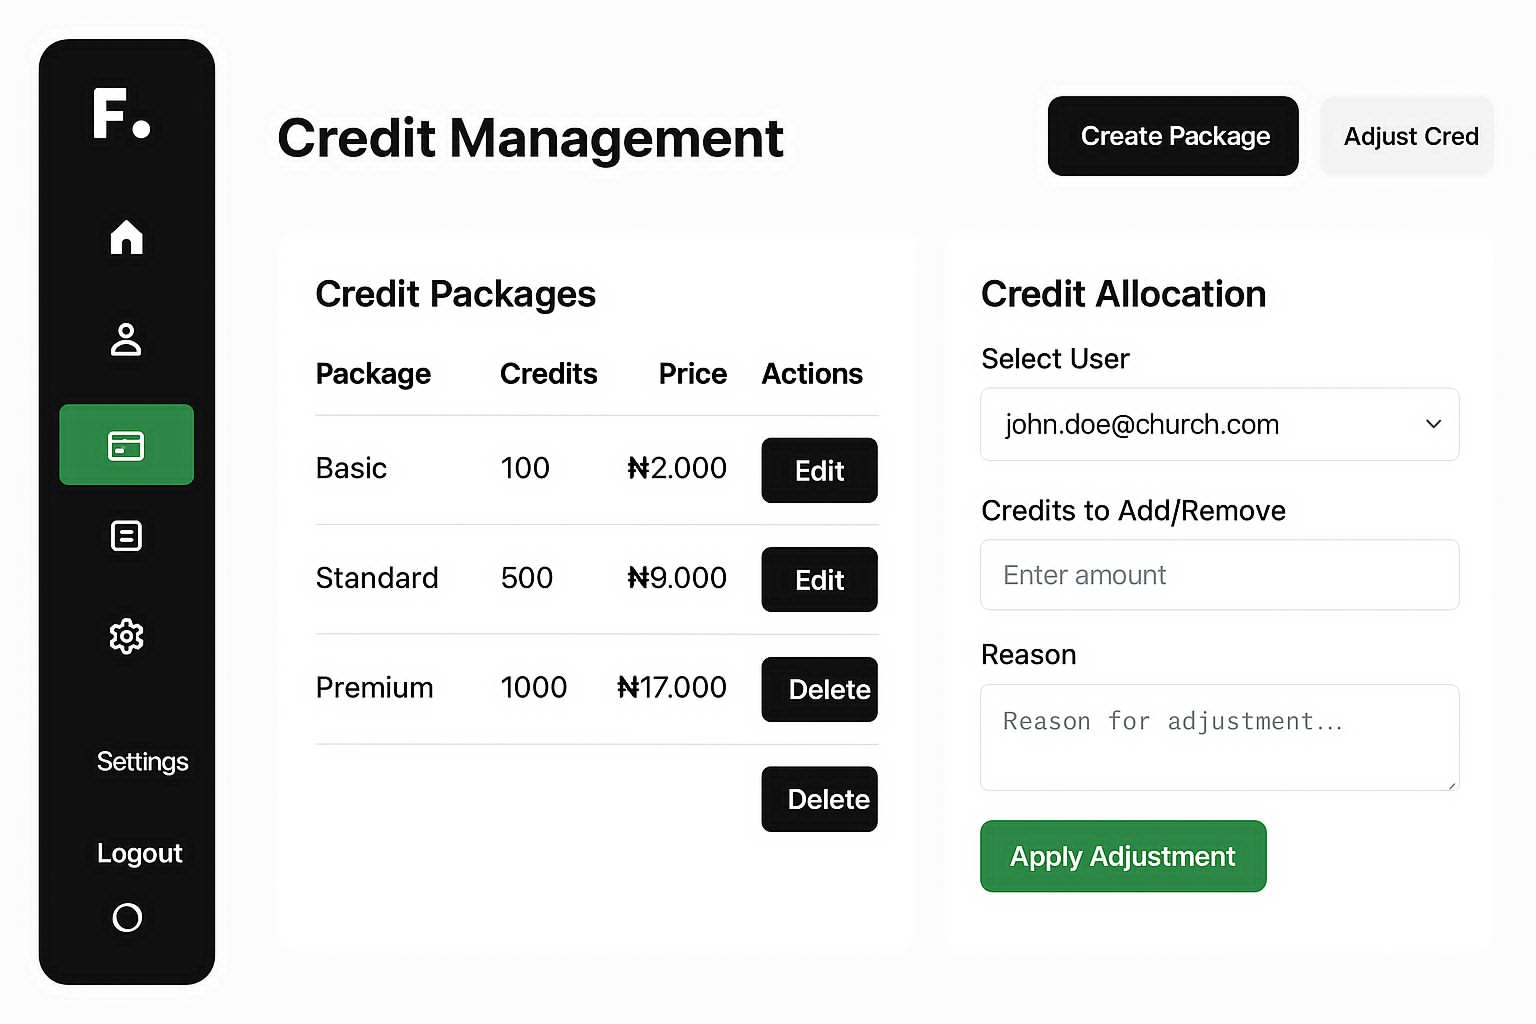 F.
Settings
Logout
Credit Management
Create Package
Adjust Cred
Credit Packages
Package Credits Price Actions
Basic 100 ₦2.000 Edit
Standard 500 ₦9.000 Edit
Premium 1000 ₦17.000 Delete
Delete
Credit Allocation
Select User
john.doe@church.com
Credits to Add/Remove
Enter amount
Reason
Reason for adjustment...
Apply Adjustment